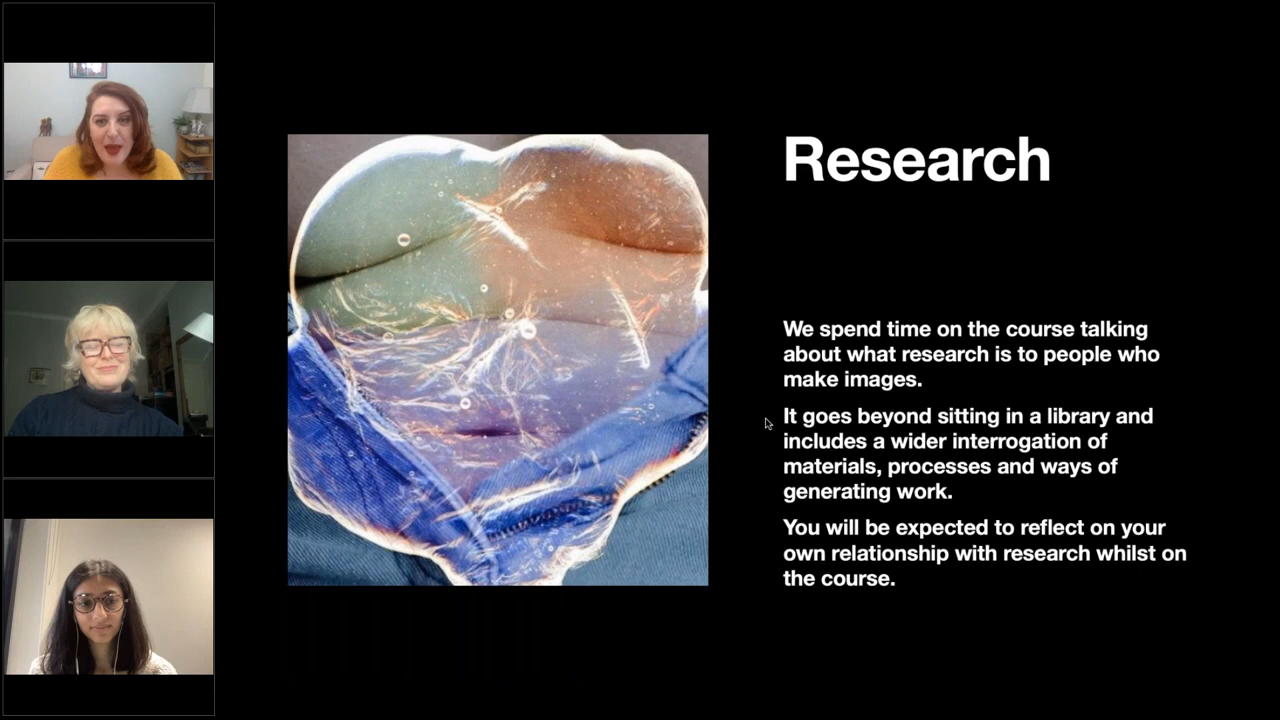 Research
We spend time on the course talking
about what research is to people who
make images.
It goes beyond sitting in a library and
includes a wider interrogation of
materials, processes and ways of
generating work.
You will be expected to reflect on your
own relationship with research whilst on
the course.